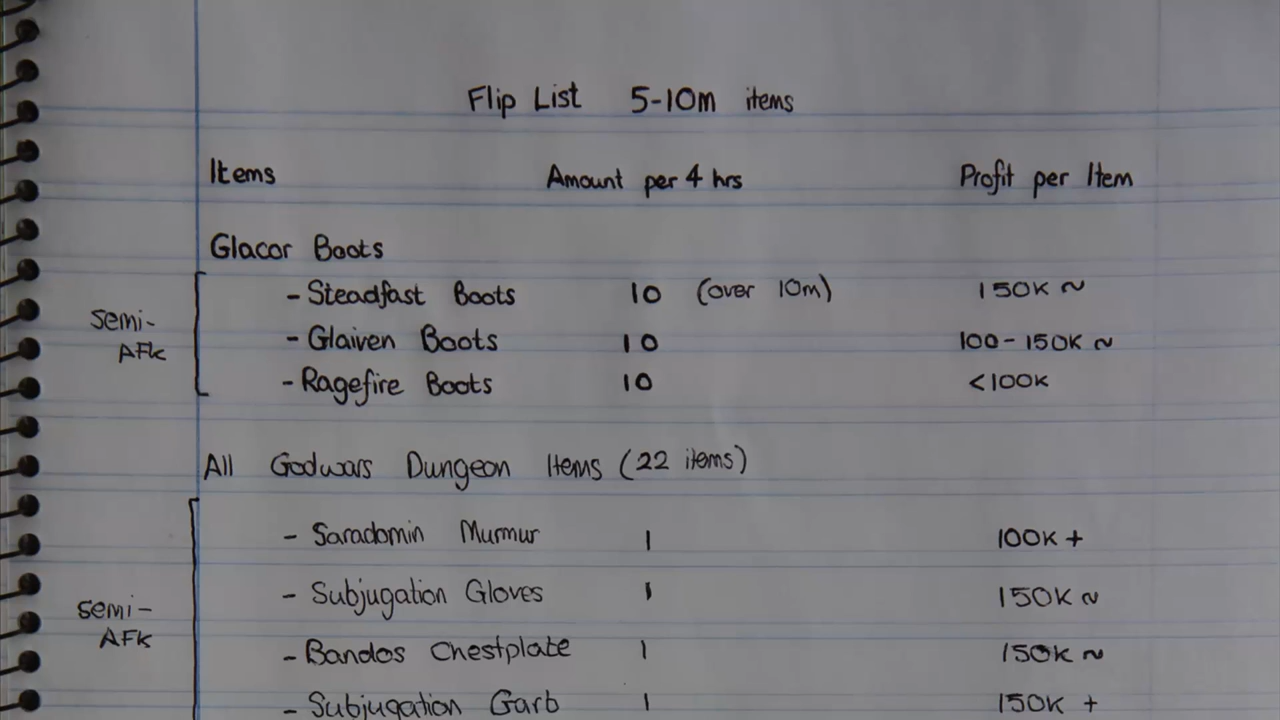 Flip List 5-10m items
Items Amount per 4 hrs Profit per Item
Glacor Boots
Semi-AFK
- Steadfast Boots 10 (over 10m) 150K ~
- Glaiven Boots 10 100-150K ~
- Ragefire Boots 10 <100K
All Godwars Dungeon Items (22 items)
Semi-AFK
- Saradomin Murmur 1 100K +
- Subjugation Gloves 1 150K ~
- Bandos Chestplate 1 150K ~
- Subjugation Garb 1 150K +